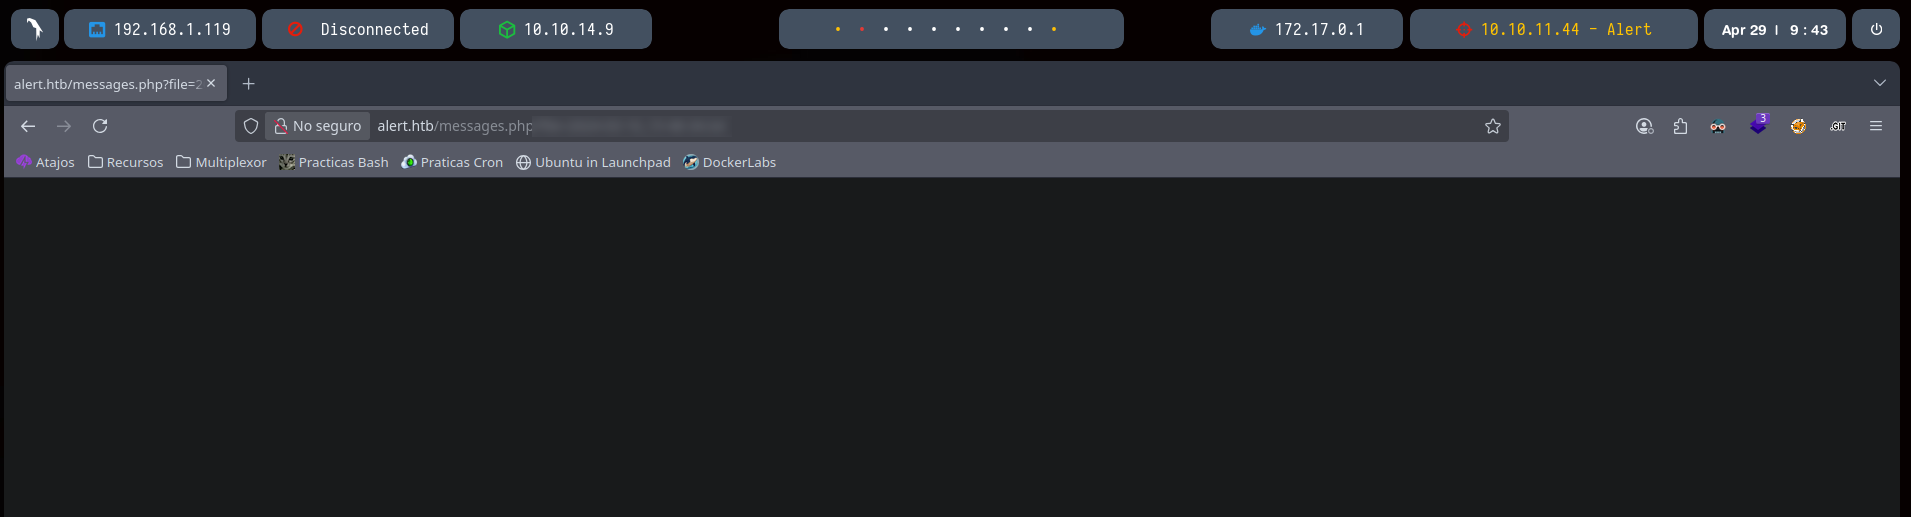 192.168.1.119 Disconnected 10.10.14.9 172.17.0.1 10.10.11.44 - Alert Apr 29 | 9 : 43
alert.htb/messages.php?file=2
3
No seguro alert.htb/messages.php .GIT
Atajos Recursos Multiplexor Practicas Bash Praticas Cron Ubuntu in Launchpad DockerLabs